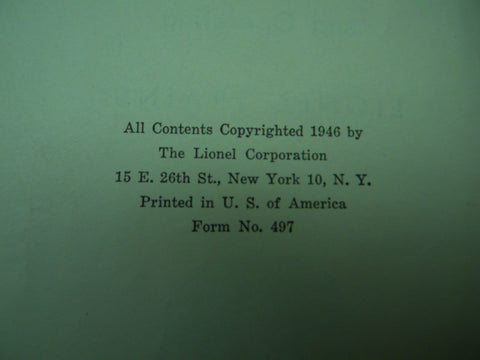 All Contents Copyrighted 1946 by
The Lionel Corporation
15 E. 26th St., New York 10, N. Y.
Printed in U. S. of America
Form No. 497